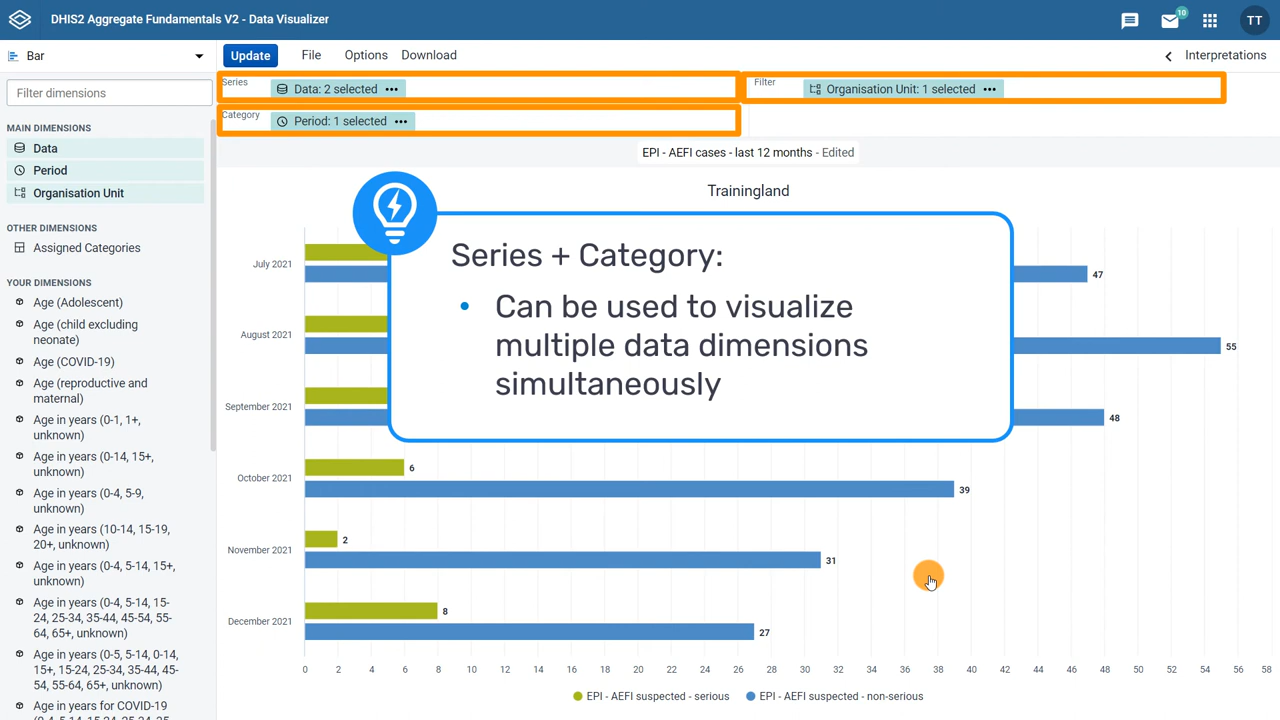 DHIS2 Aggregate Fundamentals V2 - Data Visualizer
10
TT
Bar
Update
File
Options
Download
Interpretations
Filter dimensions
Series
Data: 2 selected
Filter
Organisation Unit: 1 selected
Category
Period: 1 selected
MAIN DIMENSIONS
Data
Period
Organisation Unit
OTHER DIMENSIONS
Assigned Categories
YOUR DIMENSIONS
Age (Adolescent)
Age (child excluding
neonate)
Age (COVID-19)
Age (reproductive and
maternal)
Age in years (0-1, 1+,
unknown)
Age in years (0-14, 15+,
unknown)
Age in years (0-4, 5-9,
unknown)
Age in years (10-14, 15-19,
20+, unknown)
Age in years (0-4, 5-14, 15+,
unknown)
Age in years (0-4, 5-14, 15-
24, 25-34, 35-44, 45-54, 55-
64, 65+, unknown)
Age in years (0-5, 5-14, 0-14,
15+, 15-24, 25-34, 35-44, 45-
54, 55-64, 65+, unknown)
Age in years for COVID-19
EPI - AEFI cases - last 12 months - Edited
Trainingland
Series + Category:
• Can be used to visualize
multiple data dimensions
simultaneously
July 2021
47
August 2021
55
September 2021
48
October 2021
6
39
November 2021
2
31
December 2021
8
27
0 2 4 6 8 10 12 14 16 18 20 22 24 26 28 30 32 34 36 38 40 42 44 46 48 50 52 54 56 58
EPI - AEFI suspected - serious
EPI - AEFI suspected - non-serious